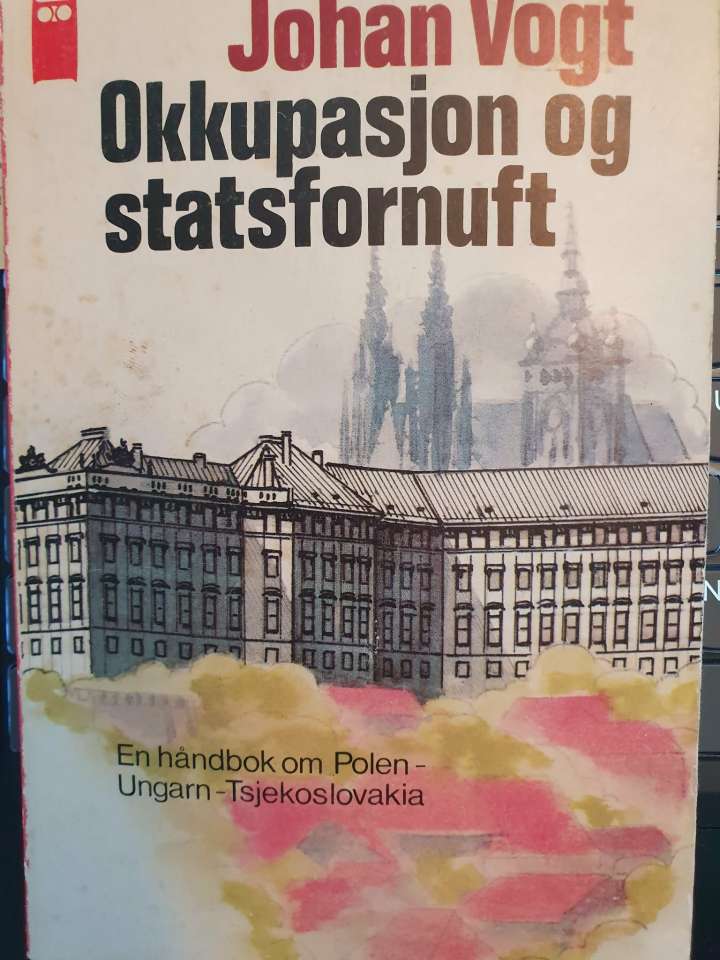 Johan Vogt
Okkupasjon og
statsfornuft
En håndbok om Polen -
Ungarn - Tsjekoslovakia
U
N